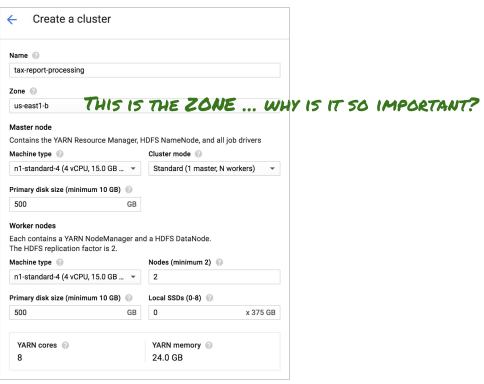 Create a cluster
Name
tax-report-processing
Zone
us-east1-b
THIS IS THE ZONE ... WHY IS IT SO IMPORTANT?
Master node
Contains the YARN Resource Manager, HDFS NameNode, and all job drivers
Machine type Cluster mode
n1-standard-4 (4 vCPU, 15.0 GB ... Standard (1 master, N workers)
Primary disk size (minimum 10 GB)
500 GB
Worker nodes
Each contains a YARN NodeManager and a HDFS DataNode.
The HDFS replication factor is 2.
Machine type Nodes (minimum 2)
n1-standard-4 (4 vCPU, 15.0 GB ... 2
Primary disk size (minimum 10 GB) Local SSDs (0-8)
500 GB 0 x 375 GB
YARN cores YARN memory
8 24.0 GB